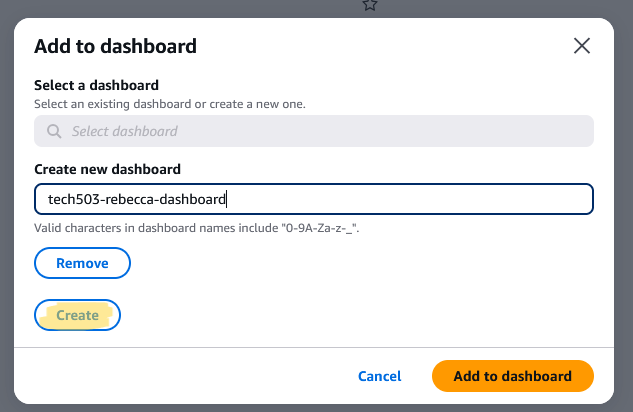 Add to dashboard
Select a dashboard
Select an existing dashboard or create a new one.
Select dashboard
Create new dashboard
tech503-rebecca-dashboard
Valid characters in dashboard names include "0-9A-Za-z-_".
Remove
Create
Cancel
Add to dashboard